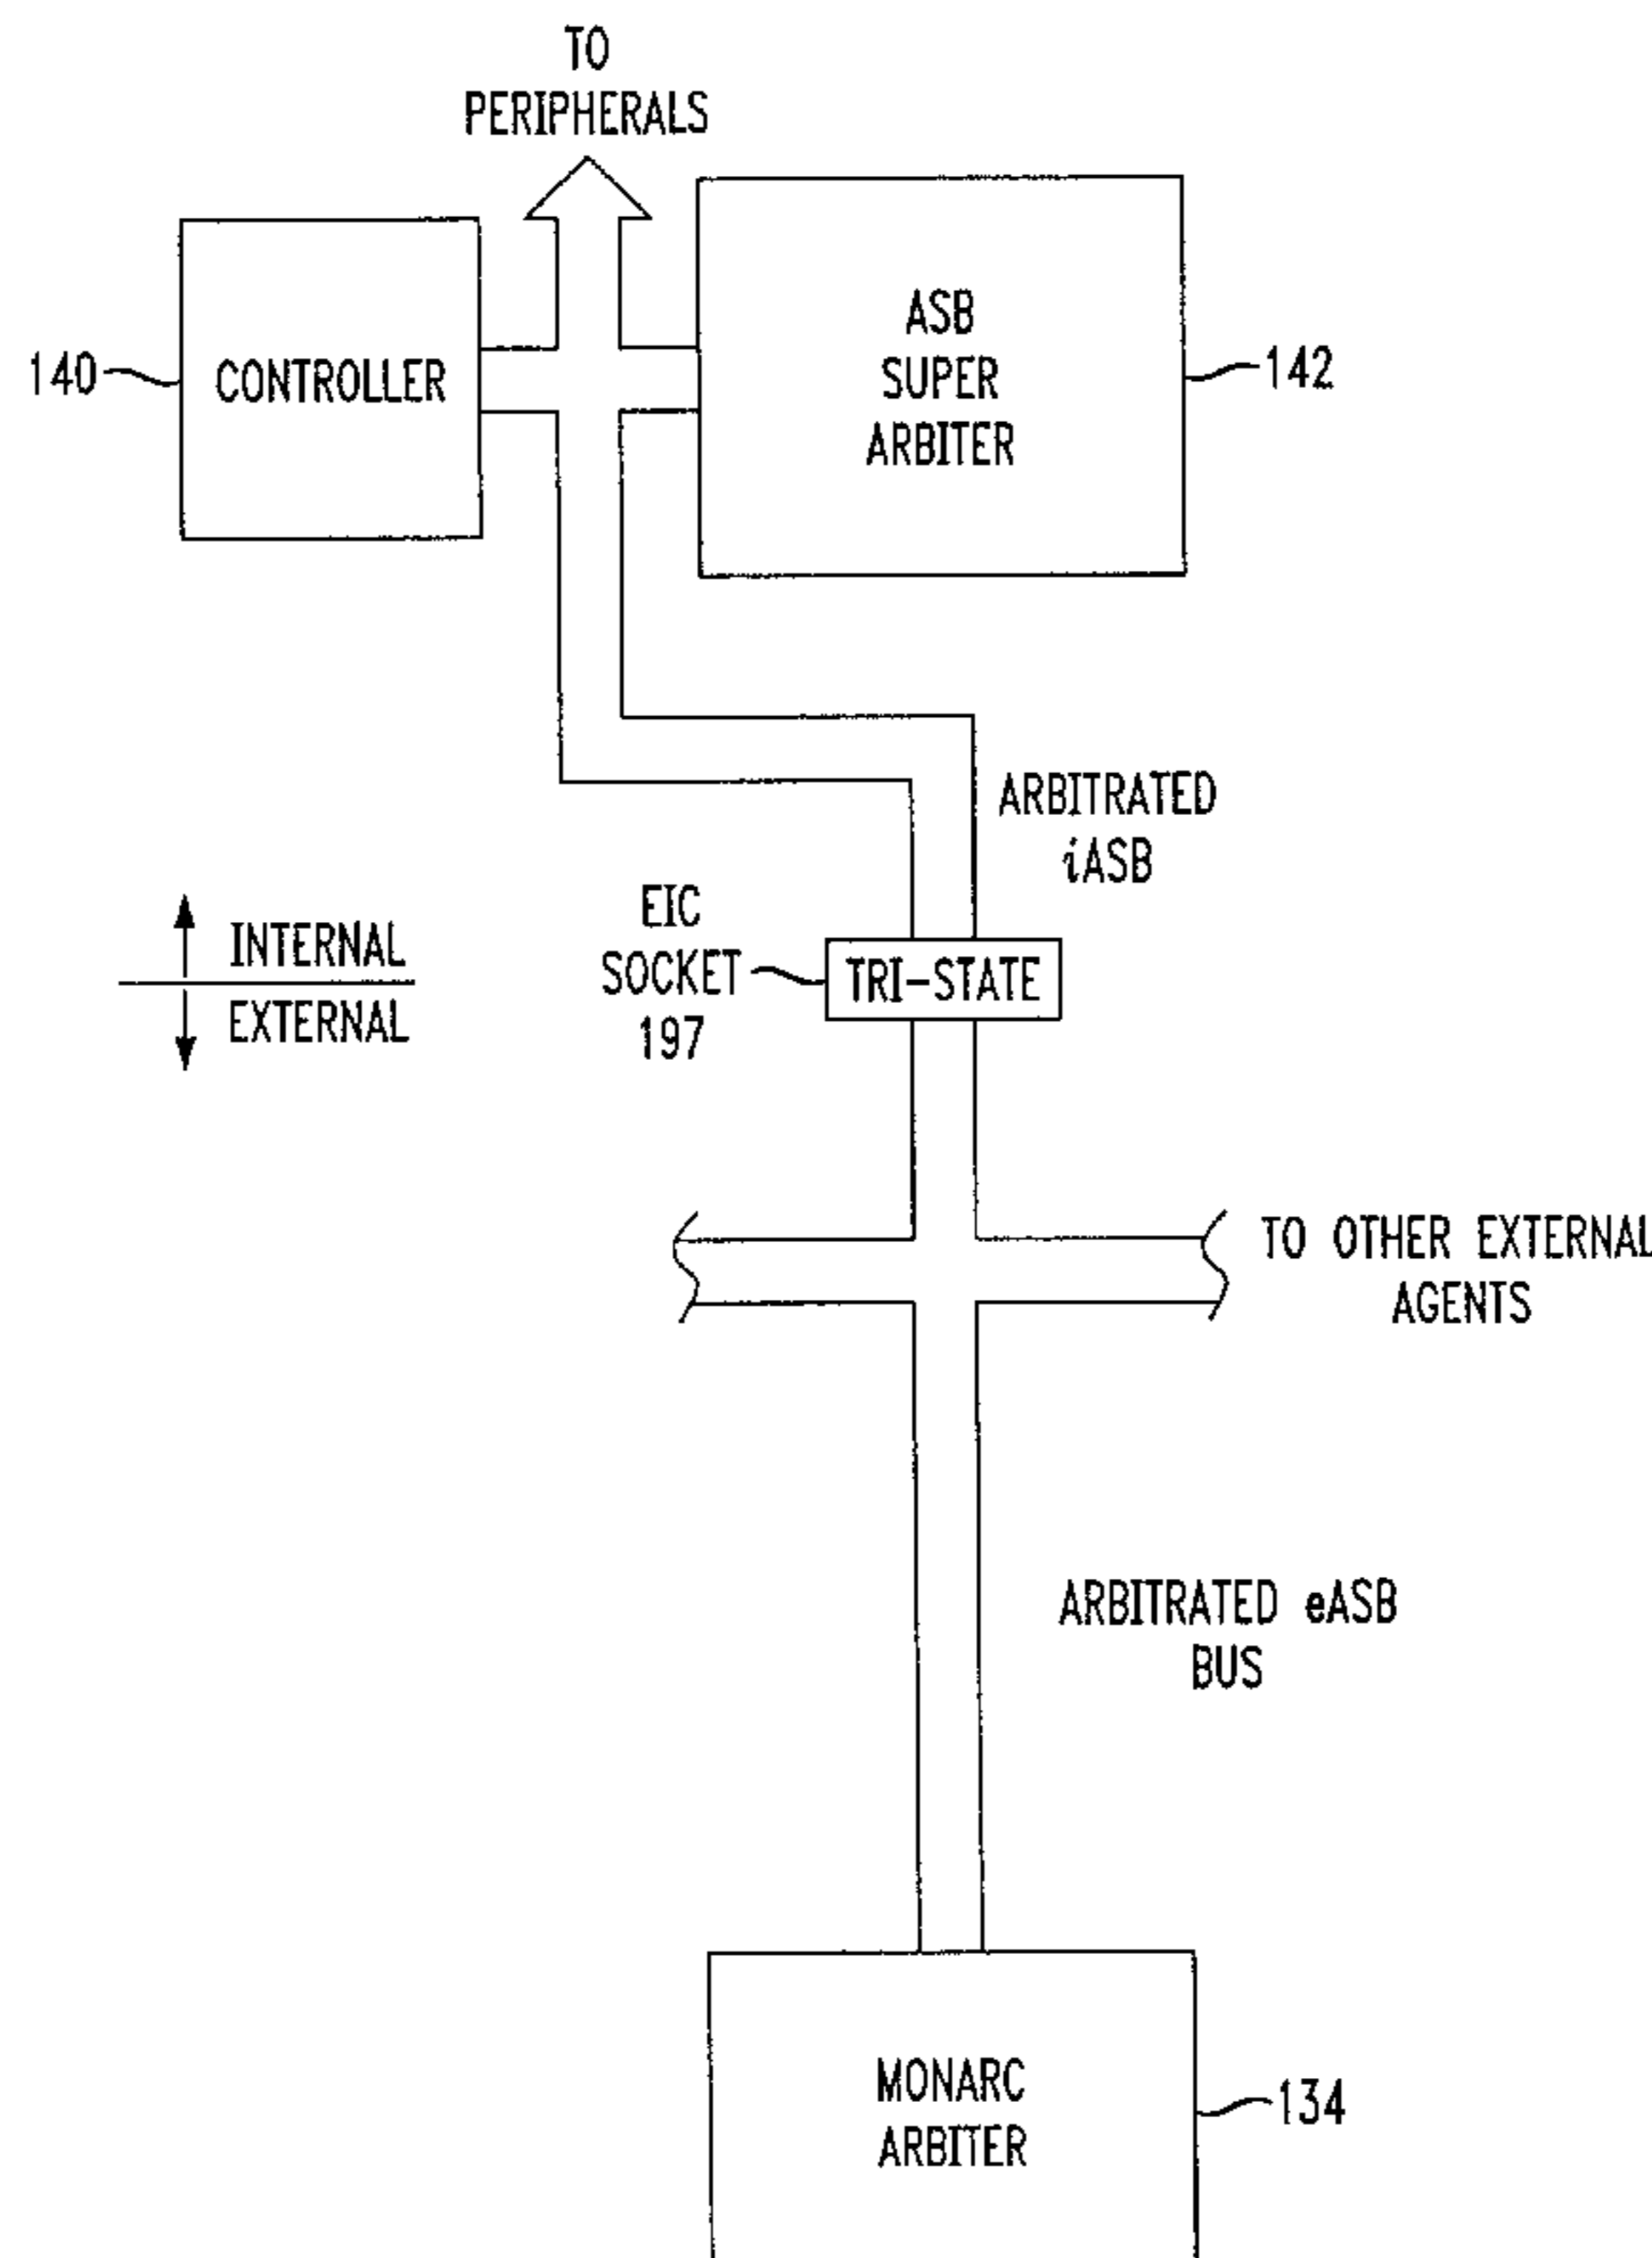 TO
PERIPHERALS
140
CONTROLLER
ASB
SUPER
ARBITER
142
ARBITRATED
iASB
EIC
SOCKET
197
TRI-STATE
INTERNAL
EXTERNAL
TO OTHER EXTERNAL
AGENTS
ARBITRATED eASB
BUS
MONARC
ARBITER
134